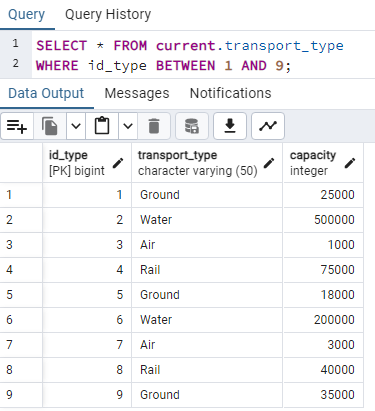 Query Query History
1 SELECT * FROM current.transport_type
2 WHERE id_type BETWEEN 1 AND 9;
Data Output Messages Notifications
id_type transport_type capacity
[PK] bigint character varying (50) integer
1 1 Ground 25000
2 2 Water 500000
3 3 Air 1000
4 4 Rail 75000
5 5 Ground 18000
6 6 Water 200000
7 7 Air 3000
8 8 Rail 40000
9 9 Ground 35000